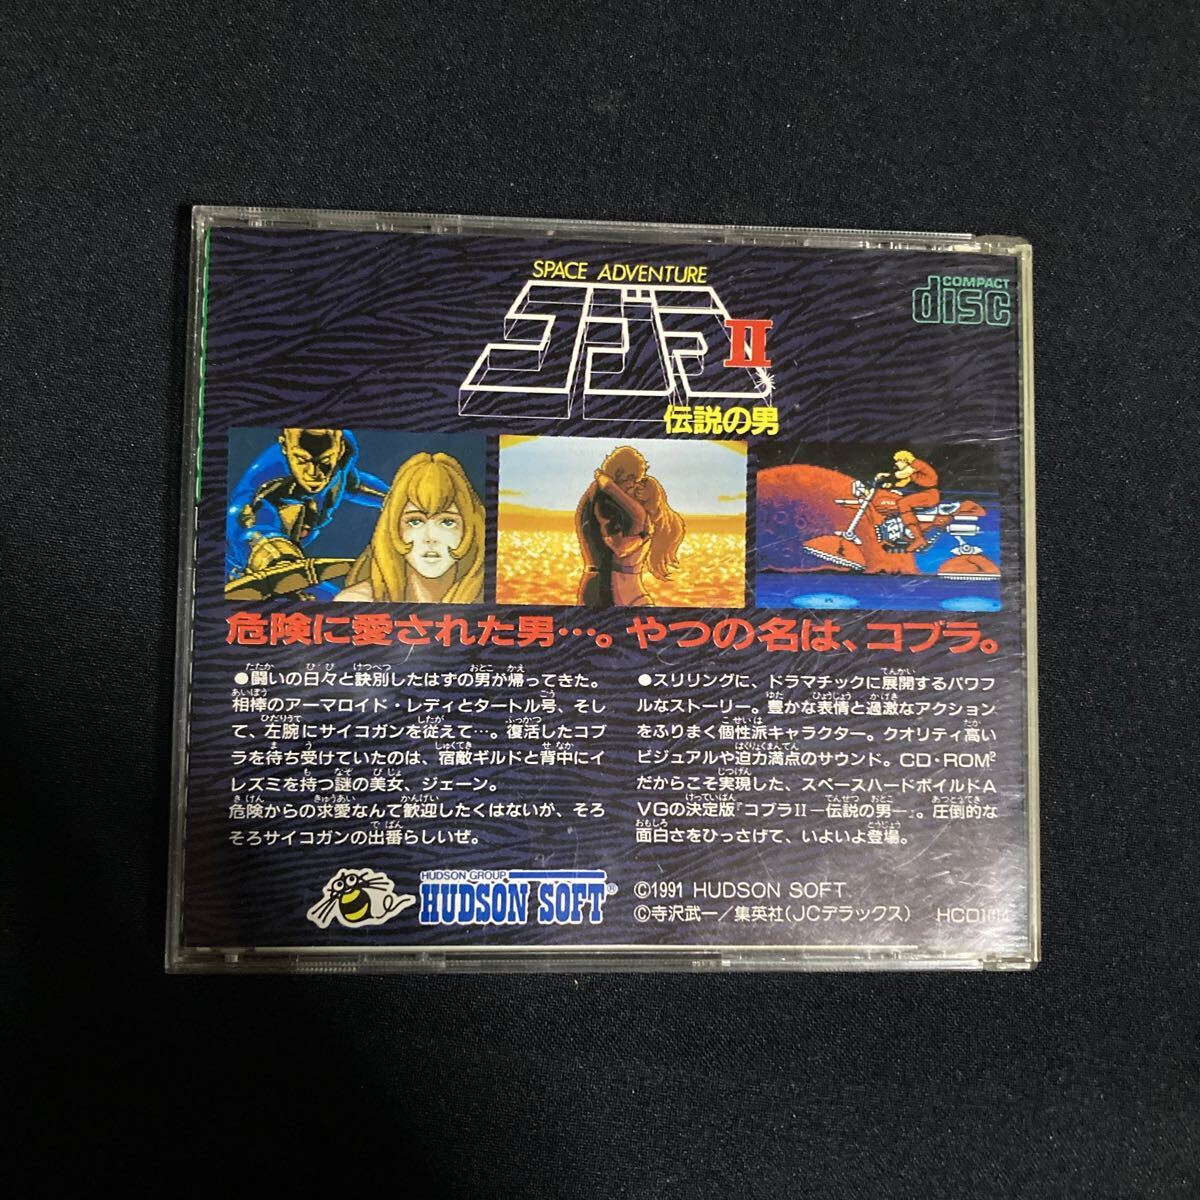 SPACE ADVENTURE
コブラ II
伝説の男
COMPACT
disc
危険に愛された男…。やつの名は、コブラ。
●闘いの日々と訣別したはずの男が帰ってきた。
相棒のアーマロイド・レディとタートル号、そし
て、左腕にサイコガンを従えて…。復活したコブ
ラを待ち受けていたのは、宿敵ギルドと背中にイ
レズミを持つ謎の美女、ジェーン。
危険からの求愛なんて歓迎したくはないが、そろ
そろサイコガンの出番らしいぜ。
●スリリングに、ドラマチックに展開するパワフ
ルなストーリー。豊かな表情と過激なアクション
をふりまく個性派キャラクター。クオリティ高い
ビジュアルや迫力満点のサウンド。CD・ROM²
だからこそ実現した、スペースハードボイルドA
VGの決定版『コブラII―伝説の男―』。圧倒的な
面白さをひっさげて、いよいよ登場。
HUDSON GROUP
HUDSON SOFT®
©1991 HUDSON SOFT
©寺沢武一/集英社(JCデラックス)
HCD1014